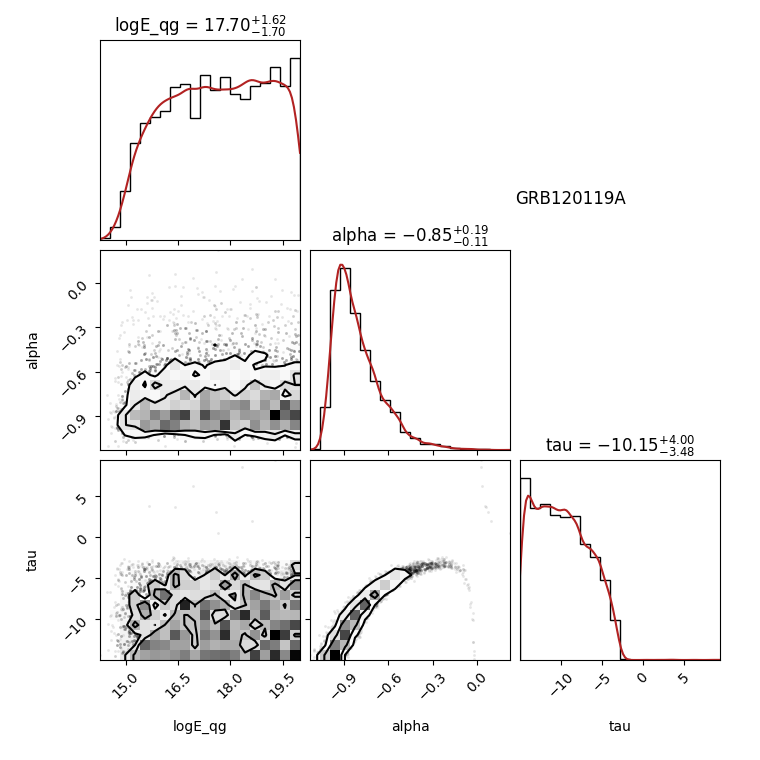 logE_qg = 17.70^{+1.62}_{-1.70}
GRB120119A
alpha = −0.85^{+0.19}_{-0.11}
0.0
−0.3
−0.6
−0.9
alpha
tau = −10.15^{+4.00}_{-3.48}
5
0
−5
−10
tau
15.0 16.5 18.0 19.5
−0.9 −0.6 −0.3 0.0
−10 −5 0 5
logE_qg alpha tau